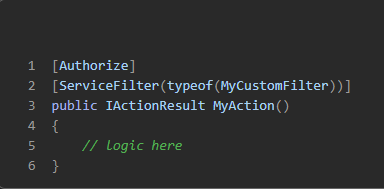 1 [Authorize]
2 [ServiceFilter(typeof(MyCustomFilter))]
3 public IActionResult MyAction()
4 {
5     // logic here
6 }